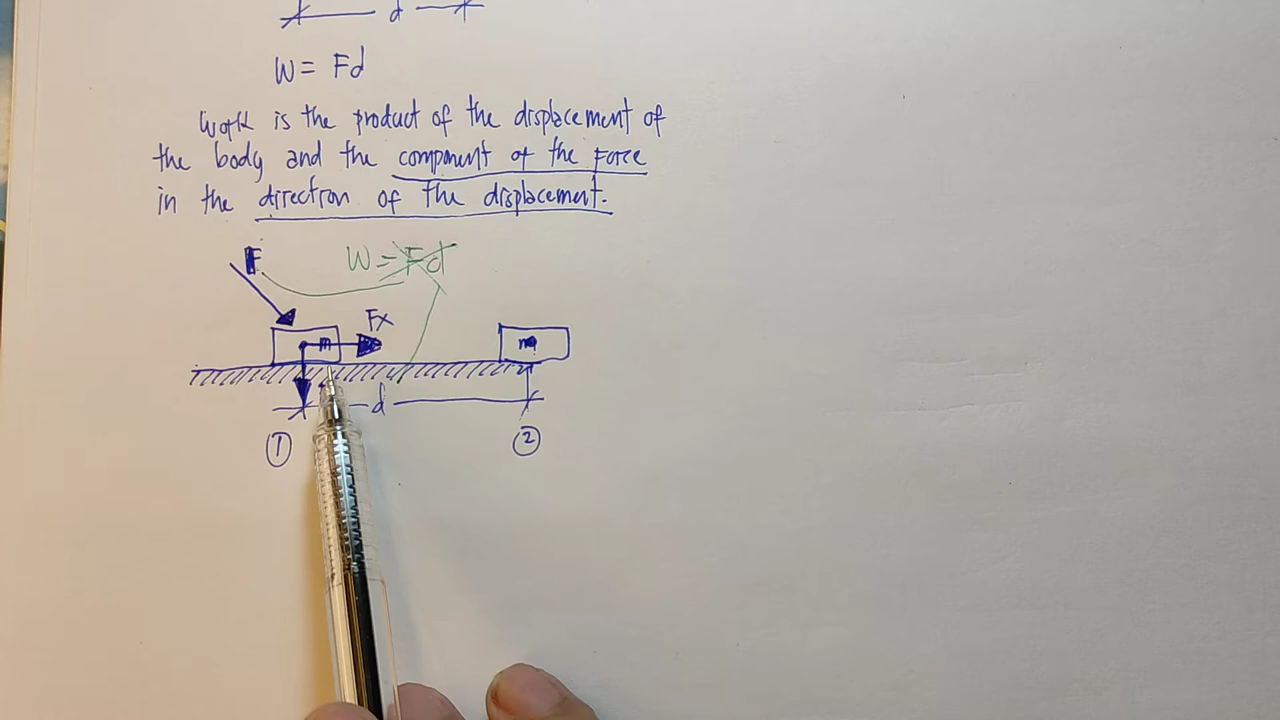 d
W = Fd
Work is the product of the displacement of
the body and the component of the Force
in the direction of the displacement.
F W = Fd
Fx
m m
d
① ②